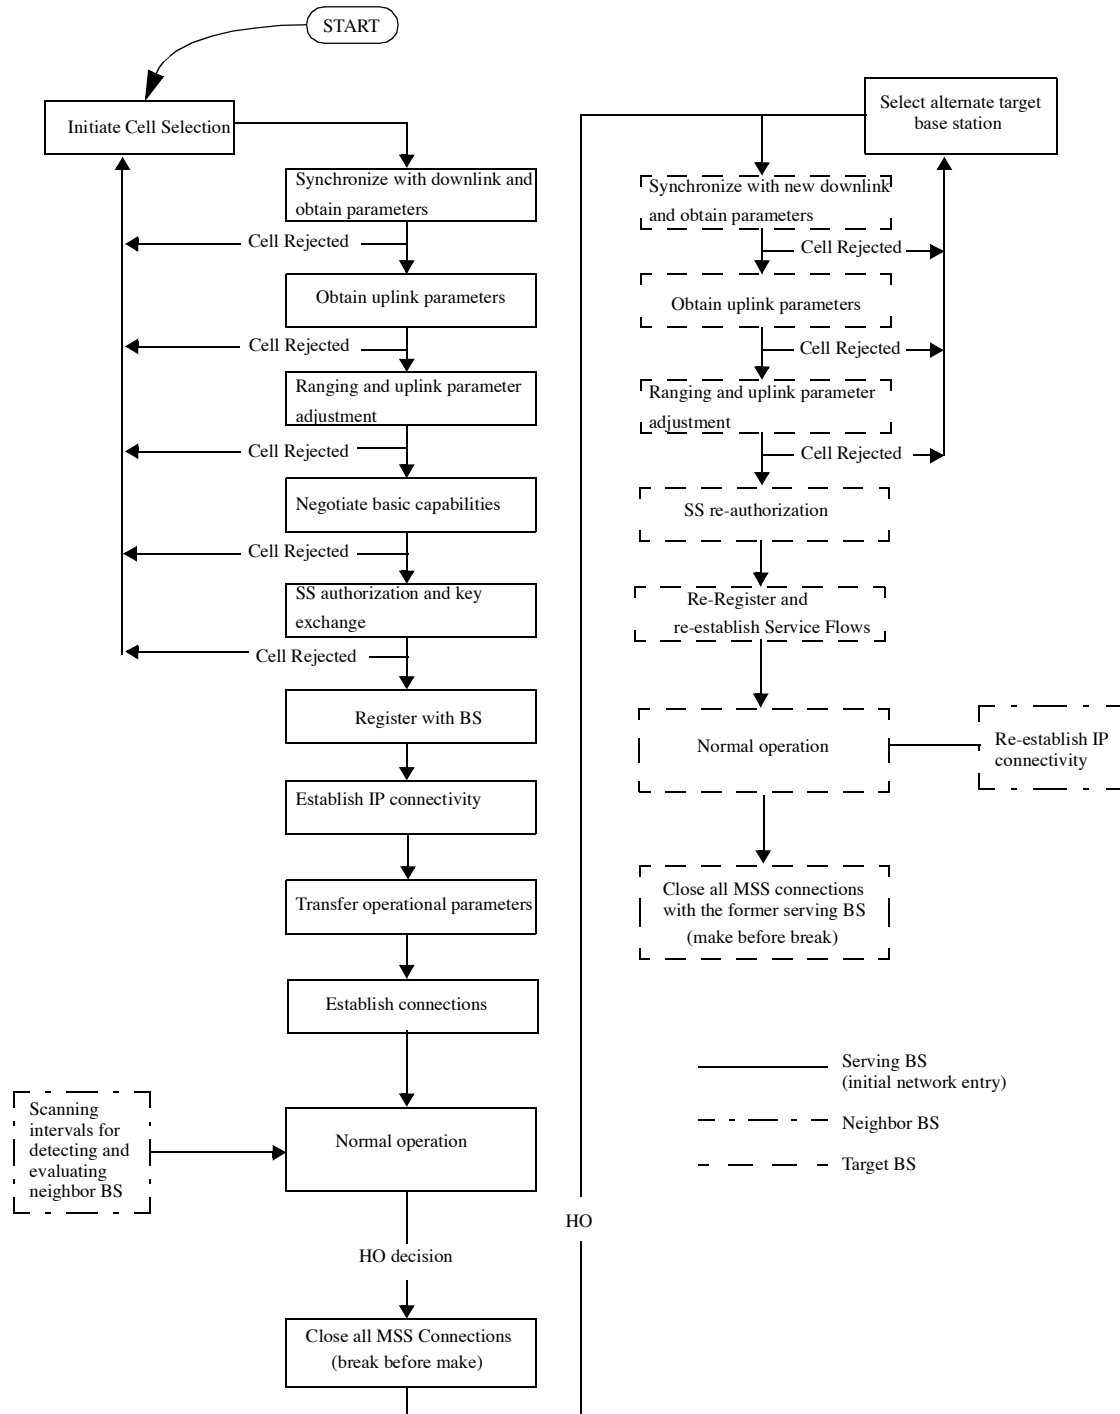 START
Initiate Cell Selection
Synchronize with downlink and
obtain parameters
Cell Rejected
Obtain uplink parameters
Cell Rejected
Ranging and uplink parameter
adjustment
Cell Rejected
Negotiate basic capabilities
Cell Rejected
SS authorization and key
exchange
Cell Rejected
Register with BS
Establish IP connectivity
Transfer operational parameters
Establish connections
Scanning
intervals for
detecting and
evaluating
neighbor BS
Normal operation
HO decision
Close all MSS Connections
(break before make)
HO
Select alternate target
base station
Synchronize with new downlink
and obtain parameters
Cell Rejected
Obtain uplink parameters
Cell Rejected
Ranging and uplink parameter
adjustment
Cell Rejected
SS re-authorization
Re-Register and
re-establish Service Flows
Normal operation
Re-establish IP
connectivity
Close all MSS connections
with the former serving BS
(make before break)
Serving BS
(initial network entry)
Neighbor BS
Target BS